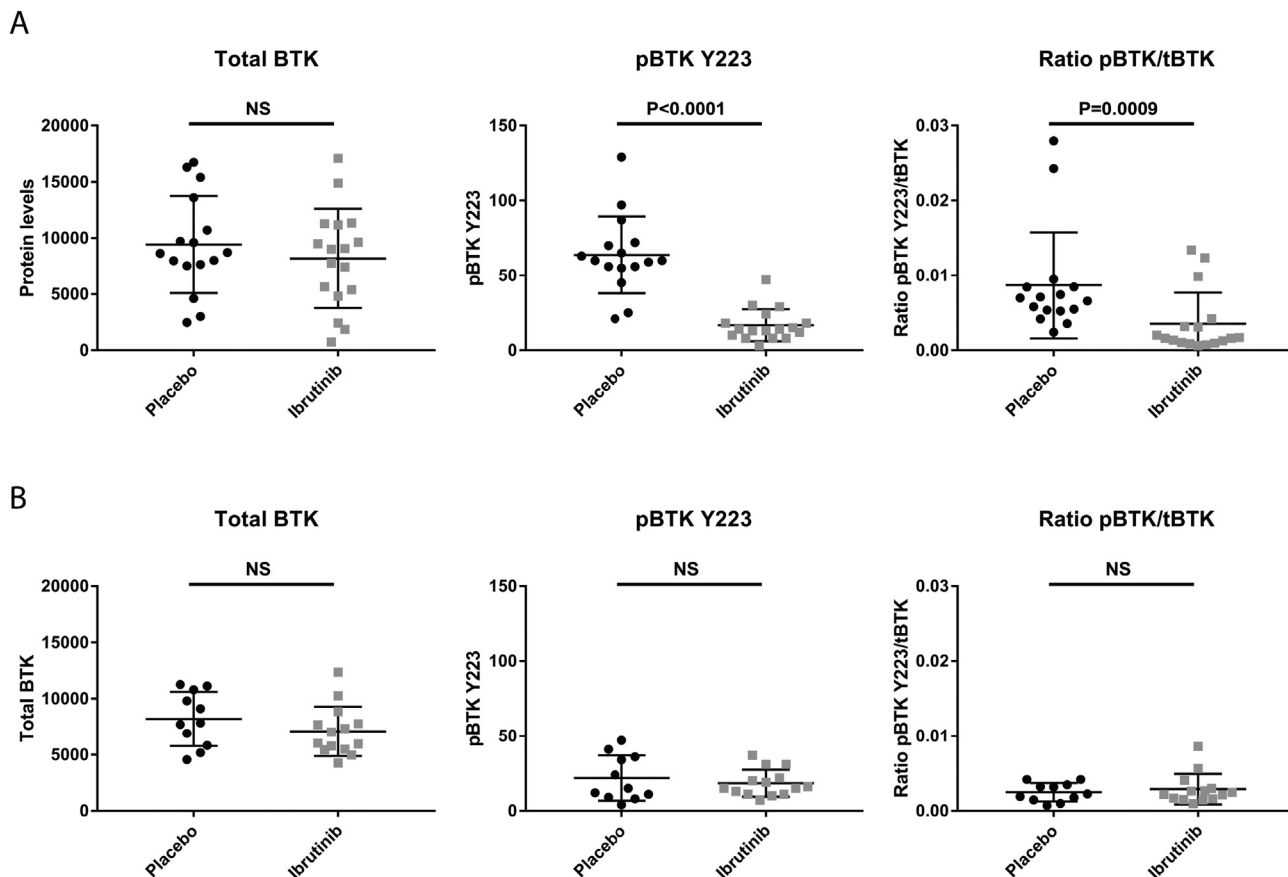 A
Total BTK
pBTK Y223
Ratio pBTK/tBTK
NS
P<0.0001
P=0.0009
20000
15000
10000
5000
0
Protein levels
Placebo
Ibrutinib
150
100
50
0
pBTK Y223
Placebo
Ibrutinib
0.03
0.02
0.01
0.00
Ratio pBTK Y223/tBTK
Placebo
Ibrutinib
B
Total BTK
pBTK Y223
Ratio pBTK/tBTK
NS
NS
NS
20000
15000
10000
5000
0
Total BTK
Placebo
Ibrutinib
150
100
50
0
pBTK Y223
Placebo
Ibrutinib
0.03
0.02
0.01
0.00
Ratio pBTK Y223/tBTK
Placebo
Ibrutinib